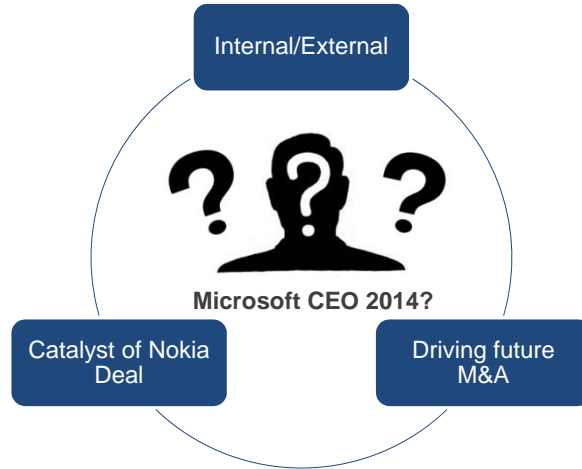 Internal/External
?
?
?
Microsoft CEO 2014?
Catalyst of Nokia
Deal
Driving future
M&A